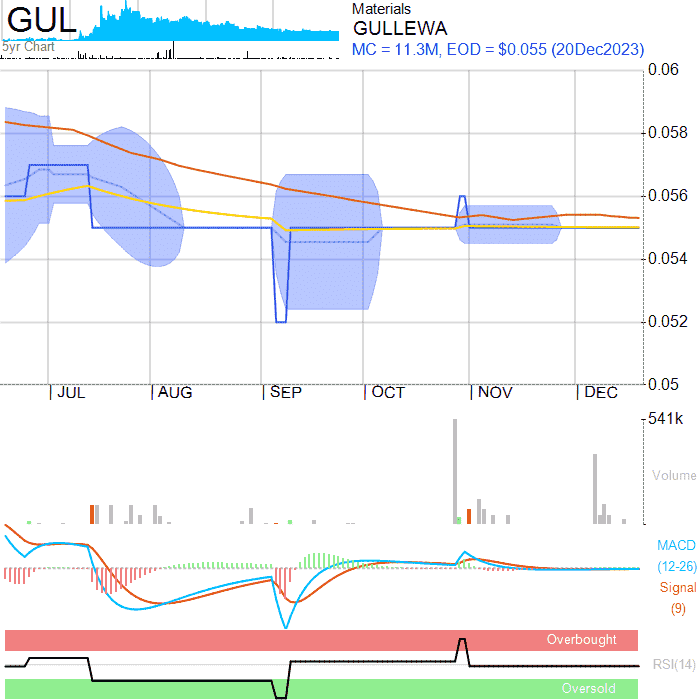 GUL
5yr Chart
Materials
GULLEWA
MC = 11.3M, EOD = $0.055 (20Dec2023)
0.06
0.058
0.056
0.054
0.052
0.05
JUL AUG SEP OCT NOV DEC
541k
Volume
MACD
(12-26)
Signal
(9)
Overbought
RSI(14)
Oversold